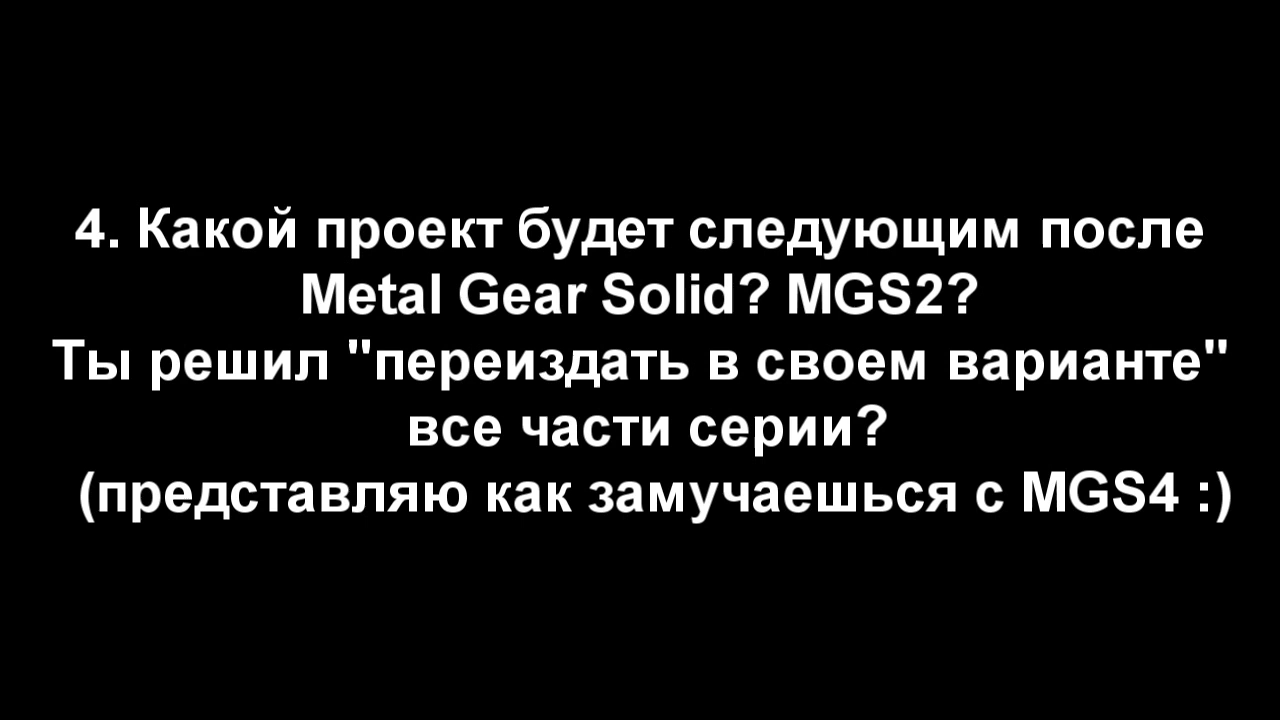 4. Какой проект будет следующим после
Metal Gear Solid? MGS2?
Ты решил "переиздать в своем варианте"
все части серии?
(представляю как замучаешься с MGS4 :)